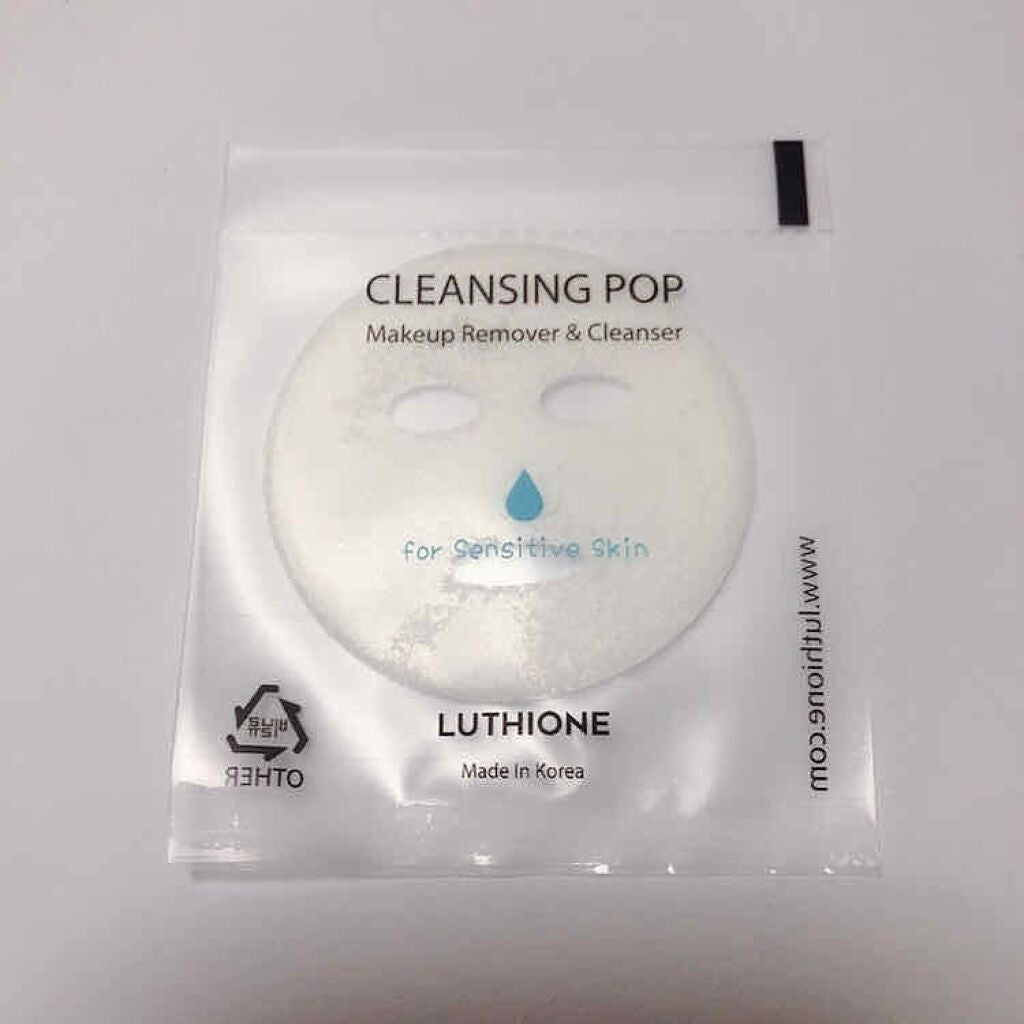 CLEANSING POP
Makeup Remover & Cleanser
for Sensitive Skin
LUTHIONE
Made In Korea
OTHER
www.luthione.com